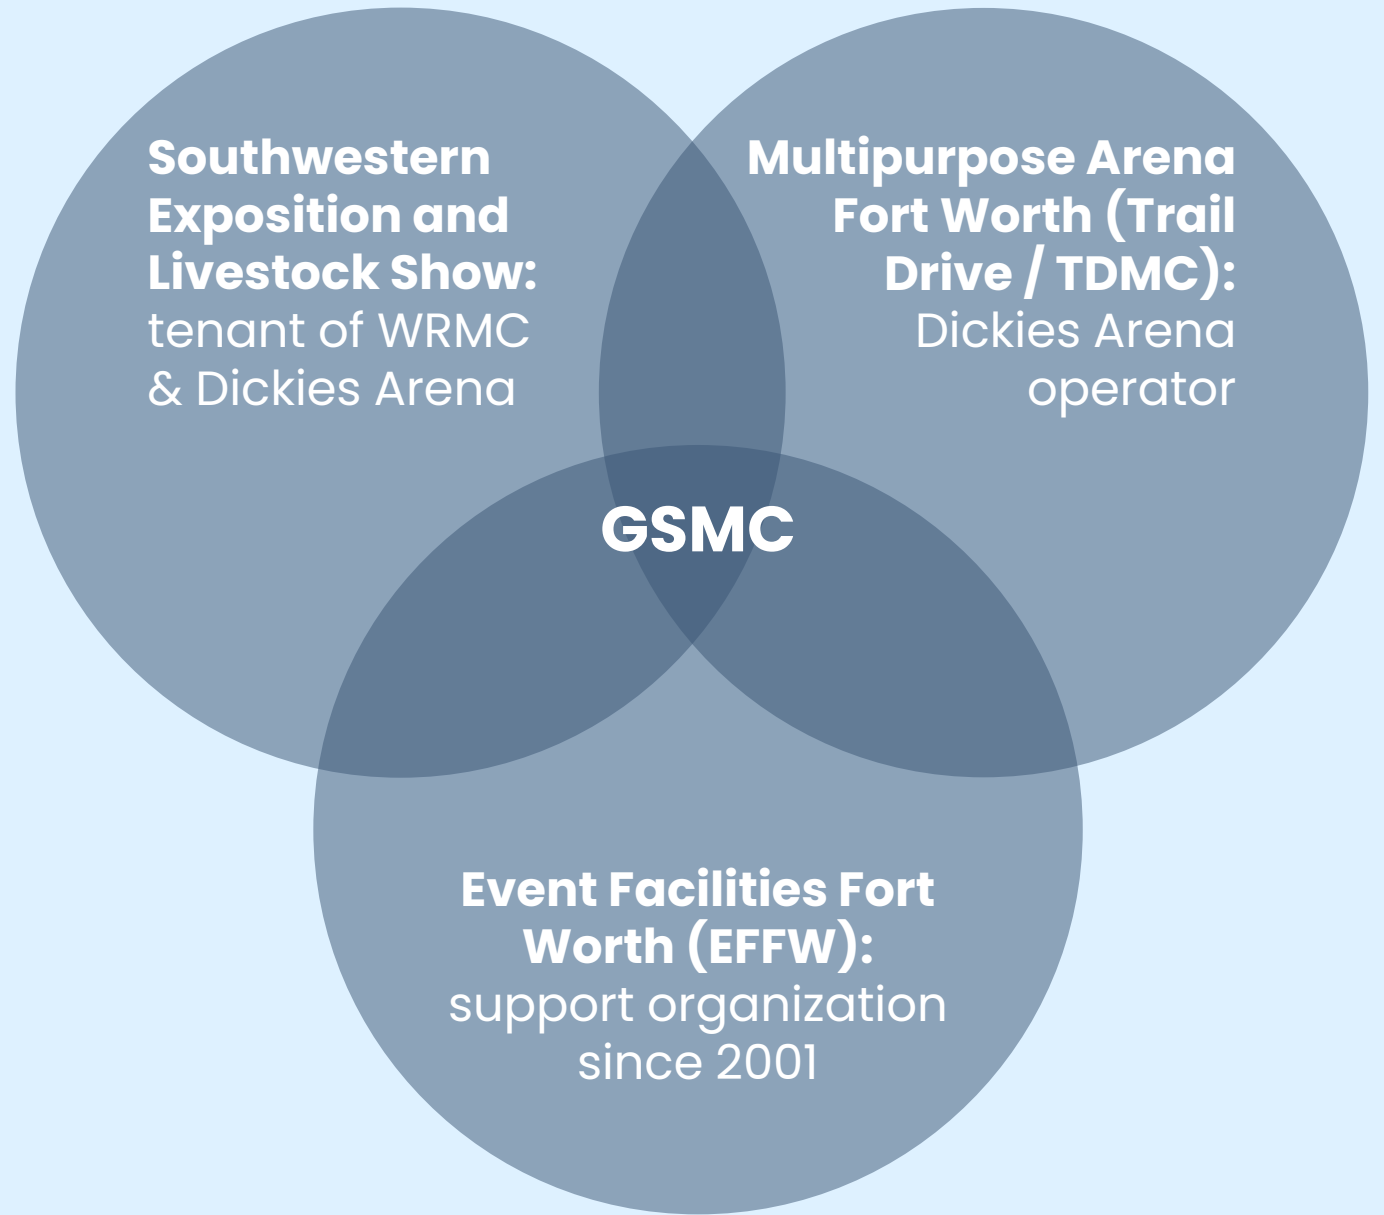 Southwestern
Exposition and
Livestock Show:
tenant of WRMC
& Dickies Arena
Multipurpose Arena
Fort Worth (Trail
Drive / TDMC):
Dickies Arena
operator
GSMC
Event Facilities Fort
Worth (EFFW):
support organization
since 2001